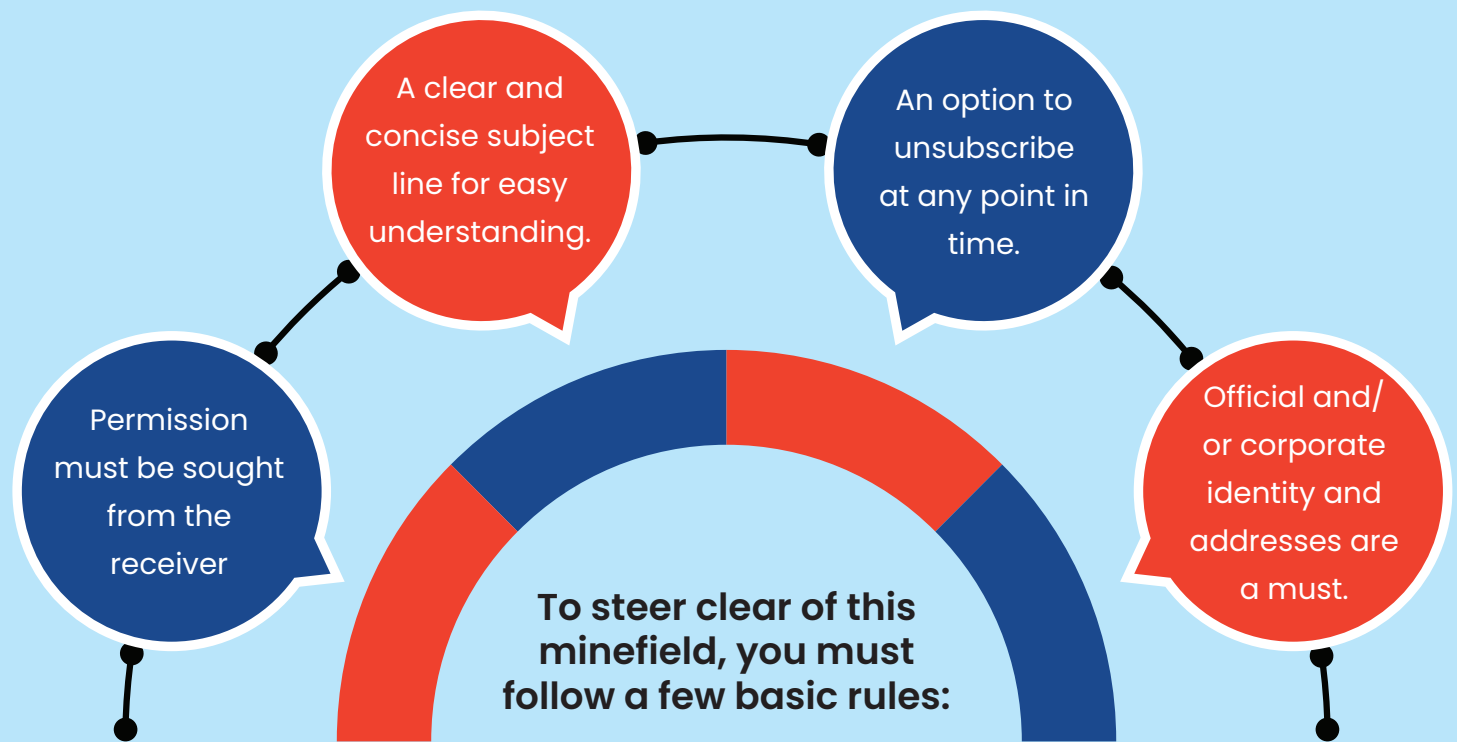 A clear and
concise subject
line for easy
understanding.
An option to
unsubscribe
at any point in
time.
Permission
must be sought
from the
receiver
Official and/
or corporate
identity and
addresses are
a must.
To steer clear of this
minefield, you must
follow a few basic rules: